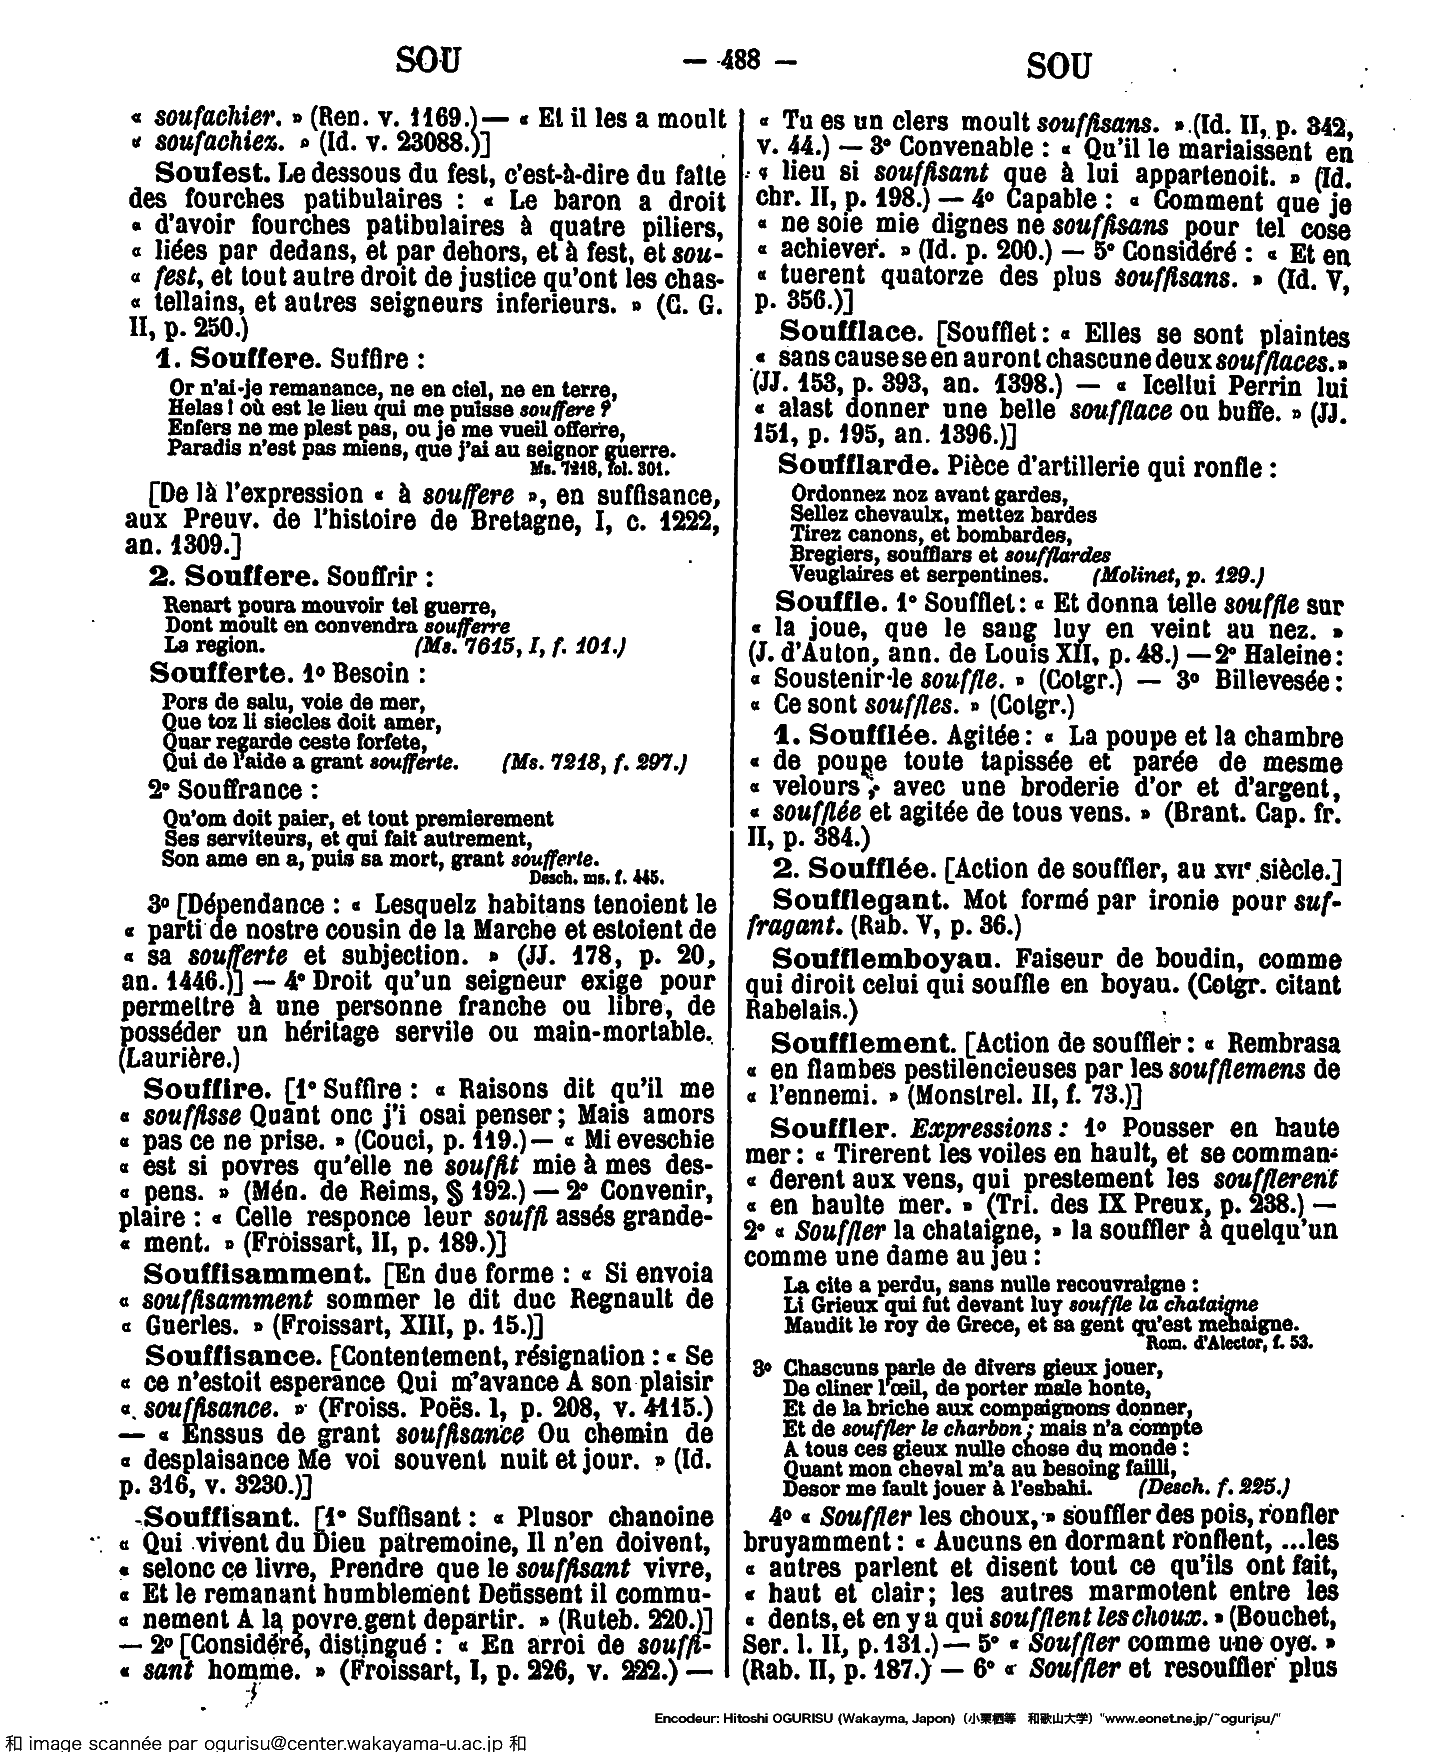 SOU
— 488 —
SOU
« soufachier. » (Ren. v. 1169.) — « Et il les a moult
« soufachiez. » (Id. v. 23088.)]
Soufest. Le dessous du fest, c'est-à-dire du faîte
des fourches patibulaires : « Le baron a droit
« d'avoir fourches patibulaires à quatre piliers,
« liées par dedans, et par dehors, et à fest, et sou-
« fest, et tout autre droit de justice qu'ont les chas-
« tellains, et autres seigneurs inferieurs. » (C. G.
II, p. 250.)
1. Souffere. Suffire :
Or n'ai-je remanance, ne en ciel, ne en terre,
Helas ! où est le lieu qui me puisse souffere ?
Enfers ne me plest pas, ou je me vueil offerre,
Paradis n'est pas miens, que j'ai au seignor guerre.
Ms. 7218, fol. 301.
[De là l'expression « à souffere », en suffisance,
aux Preuv. de l'histoire de Bretagne, I, c. 1222,
an. 1309.]
2. Souffere. Souffrir :
Renart poura mouvoir tel guerre,
Dont moult en convendra soufferre
La region. (Ms. 7615, I, f. 101.)
Soufferte. 1º Besoin :
Pors de salu, voie de mer,
Que toz li siecles doit amer,
Quar regarde ceste forfete,
Qui de l'aide a grant soufferte. (Ms. 7218, f. 297.)
2º Souffrance :
Qu'om doit paier, et tout premierement
Ses serviteurs, et qui fait autrement,
Son ame en a, puis sa mort, grant soufferte.
Desch. ms. f. 445.
3º [Dépendance : « Lesquelz habitans tenoient le
« parti de nostre cousin de la Marche et estoient de
« sa soufferte et subjection. » (JJ. 178, p. 20,
an. 1446.)] — 4º Droit qu'un seigneur exige pour
permettre à une personne franche ou libre, de
posséder un héritage servile ou main-mortable.
(Laurière.)
Souffire. [1º Suffire : « Raisons dit qu'il me
« souffisse Quant onc j'i osai penser ; Mais amors
« pas ce ne prise. » (Couci, p. 119.) — « Mi eveschie
« est si povres qu'elle ne souffit mie à mes des-
« pens. » (Mén. de Reims, § 192.) — 2º Convenir,
plaire : « Celle responce leur souffi assés grande-
« ment. » (Froissart, II, p. 189.)]
Souffisamment. [En due forme : « Si envoia
« souffisamment sommer le dit duc Regnault de
« Guerles. » (Froissart, XIII, p. 15.)]
Souffisance. [Contentement, résignation : « Se
« ce n'estoit esperance Qui m'avance A son plaisir
« souffisance. » (Froiss. Poës. I, p. 208, v. 4115.)
— « Enssus de grant souffisance Ou chemin de
« desplaisance Me voi souvent nuit et jour. » (Id.
p. 316, v. 3230.)]
Souffisant. [1º Suffisant : « Plusor chanoine
« Qui vivent du Dieu patremoine, Il n'en doivent,
« selonc ce livre, Prendre que le souffisant vivre,
« Et le remanant humblement Deüssent il commu-
« nement A la povre gent departir. » (Ruteb. 220.)]
— 2º [Considéré, distingué : « En arroi de souffi-
« sant homme. » (Froissart, I, p. 226, v. 222.) —
« Tu es un clers moult souffisans. » (Id. II, p. 342,
v. 44.) — 3º Convenable : « Qu'il le mariaissent en
« lieu si souffisant que à lui appartenoit. » (Id.
chr. II, p. 198.) — 4º Capable : « Comment que je
« ne soie mie dignes ne souffisans pour tel cose
« achiever. » (Id. p. 200.) — 5º Considéré : « Et en
« tuerent quatorze des plus souffisans. » (Id. V,
p. 356.)]
Soufflace. [Soufflet : « Elles se sont plaintes
« sans cause se en auront chascune deux soufflaces. »
(JJ. 153, p. 393, an. 1398.) — « Icellui Perrin lui
« alast donner une belle soufflace ou buffe. » (JJ.
151, p. 195, an. 1396.)]
Soufflarde. Pièce d'artillerie qui ronfle :
Ordonnez noz avant gardes,
Sellez chevaulx, mettez bardes
Tirez canons, et bombardes,
Bregiers, soufflars et soufflardes
Veuglaires et serpentines. (Molinet, p. 129.)
Souffle. 1º Soufflet : « Et donna telle souffle sur
« la joue, que le sang luy en veint au nez. »
(J. d'Auton, ann. de Louis XII, p. 48.) — 2º Haleine :
« Soustenir le souffle. » (Cotgr.) — 3º Billevesée :
« Ce sont souffles. » (Cotgr.)
1. Soufflée. Agitée : « La poupe et la chambre
« de poupe toute tapissée et parée de mesme
« velours ; avec une broderie d'or et d'argent,
« soufflée et agitée de tous vens. » (Brant. Cap. fr.
II, p. 384.)
2. Soufflée. [Action de souffler, au XVIᵉ siècle.]
Soufflegant. Mot formé par ironie pour suf-
fragant. (Rab. V, p. 36.)
Soufflemboyau. Faiseur de boudin, comme
qui diroit celui qui souffle en boyau. (Cotgr. citant
Rabelais.)
Soufflement. [Action de souffler : « Rembrasa
« en flambes pestilencieuses par les soufflemens de
« l'ennemi. » (Monstrel. II, f. 73.)]
Souffler. Expressions : 1º Pousser en haute
mer : « Tirerent les voiles en hault, et se comman-
« derent aux vens, qui prestement les soufflerent
« en haulte mer. » (Tri. des IX Preux, p. 238.) —
2º « Souffler la chataigne, » la souffler à quelqu'un
comme une dame au jeu :
La cite a perdu, sans nulle recouvraigne :
Li Grieux qui fut devant luy souffle la chataigne
Maudit le roy de Grece, et sa gent qu'est mehaigne.
Rom. d'Alector, f. 53.
3º Chascuns parle de divers gieux jouer,
De cliner l'œil, de porter male honte,
Et de la briche aux compaignons donner,
Et de souffler le charbon ; mais n'a compte
A tous ces gieux nulle chose du monde :
Quant mon cheval m'a au besoing failli,
Desor me fault jouer à l'esbahi. (Desch. f. 225.)
4º « Souffler les choux, » souffler des pois, ronfler
bruyamment : « Aucuns en dormant ronflent, ...les
« autres parlent et disent tout ce qu'ils ont fait,
« haut et clair ; les autres marmotent entre les
« dents, et en y a qui soufflent les choux. » (Bouchet,
Ser. l. II, p. 131.) — 5º « Souffler comme une oye. »
(Rab. II, p. 187.) — 6º « Souffler et resouffler plus
Encodeur: Hitoshi OGURISU (Wakayma, Japon) (小栗栖等 和歌山大学) "www.eonet.ne.jp/~ogurisu/"
和 image scannée par ogurisu@center.wakayama-u.ac.jp 和